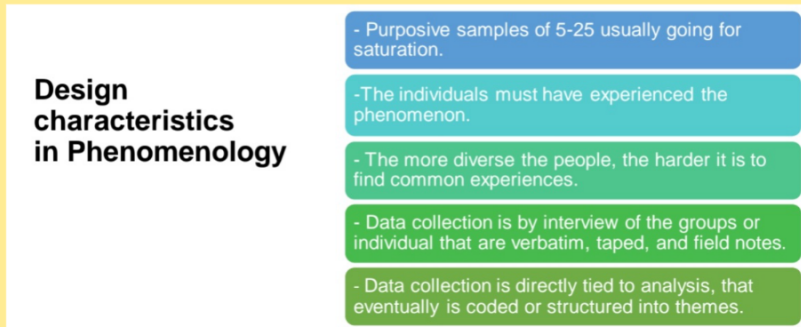 Design
characteristics
in Phenomenology
- Purposive samples of 5-25 usually going for
saturation.
-The individuals must have experienced the
phenomenon.
- The more diverse the people, the harder it is to
find common experiences.
- Data collection is by interview of the groups or
individual that are verbatim, taped, and field notes.
- Data collection is directly tied to analysis, that
eventually is coded or structured into themes.